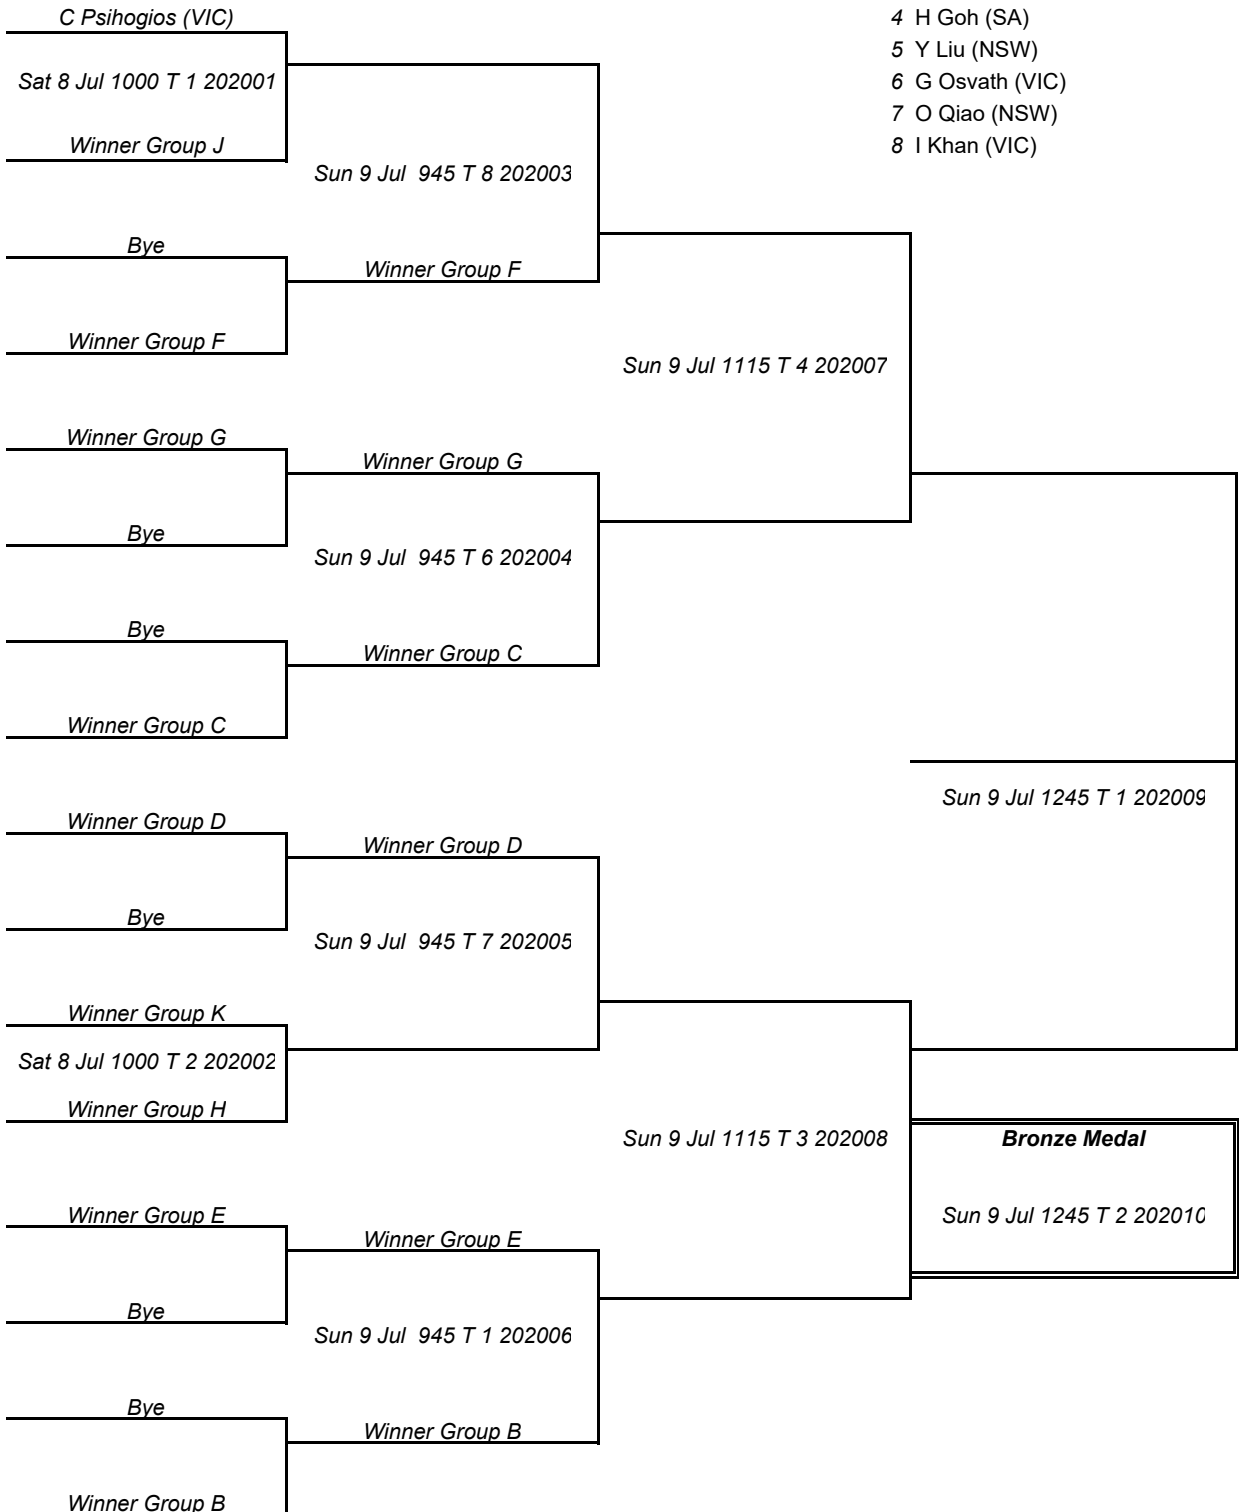 C Psihogios (VIC)
4 H Goh (SA)
5 Y Liu (NSW)
Sat 8 Jul 1000 T 1 202001
6 G Osvath (VIC)
7 O Qiao (NSW)
Winner Group J
8 I Khan (VIC)
Sun 9 Jul 945 T 8 202003
Bye
Winner Group F
Winner Group F
Sun 9 Jul 1115 T 4 202007
Winner Group G
Winner Group G
Bye
Sun 9 Jul 945 T 6 202004
Bye
Winner Group C
Winner Group C
Sun 9 Jul 1245 T 1 202009
Winner Group D
Winner Group D
Bye
Sun 9 Jul 945 T 7 202005
Winner Group K
Sat 8 Jul 1000 T 2 202002
Winner Group H
Sun 9 Jul 1115 T 3 202008
Bronze Medal
Winner Group E
Sun 9 Jul 1245 T 2 202010
Winner Group E
Bye
Sun 9 Jul 945 T 1 202006
Bye
Winner Group B
Winner Group B